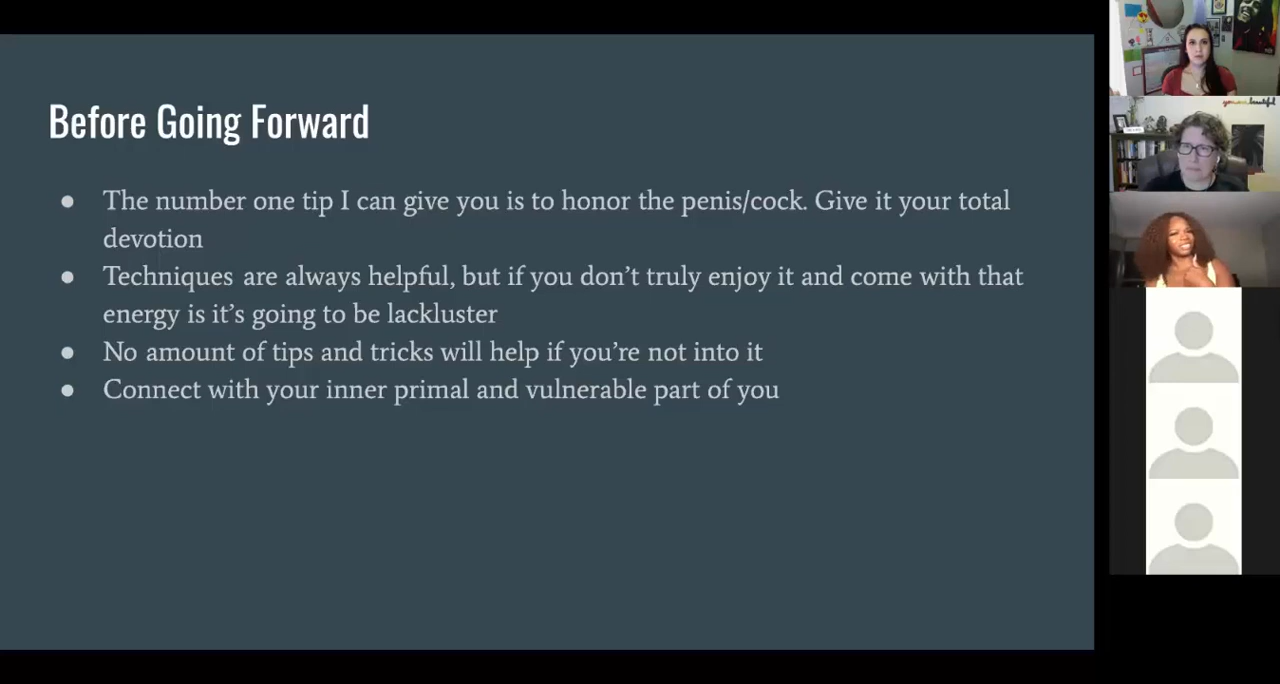 Before Going Forward
● The number one tip I can give you is to honor the penis/cock. Give it your total
devotion
● Techniques are always helpful, but if you don’t truly enjoy it and come with that
energy is it’s going to be lackluster
● No amount of tips and tricks will help if you’re not into it
● Connect with your inner primal and vulnerable part of you